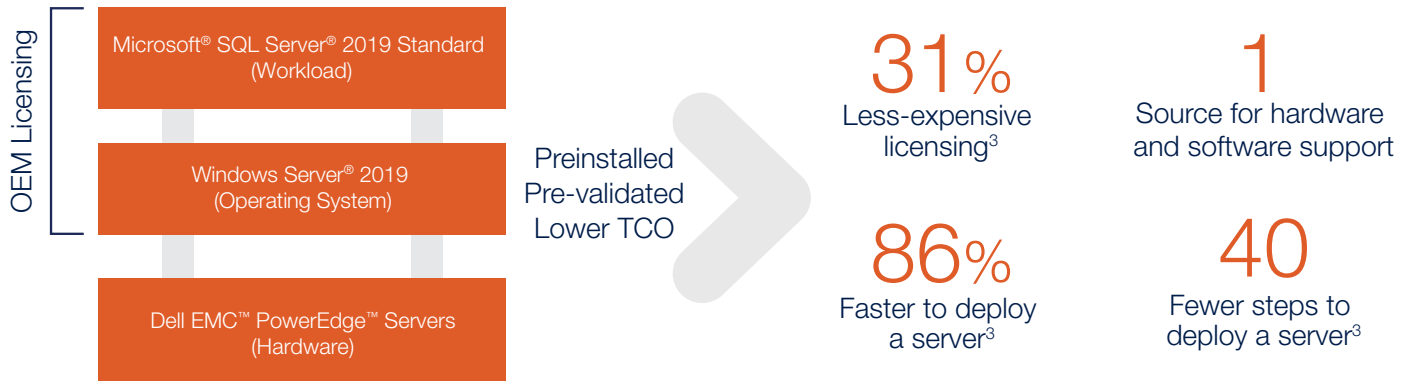 OEM Licensing
Microsoft® SQL Server® 2019 Standard
(Workload)
Windows Server® 2019
(Operating System)
Dell EMC™ PowerEdge™ Servers
(Hardware)
Preinstalled
Pre-validated
Lower TCO
31%
Less-expensive
licensing³
1
Source for hardware
and software support
86%
Faster to deploy
a server³
40
Fewer steps to
deploy a server³